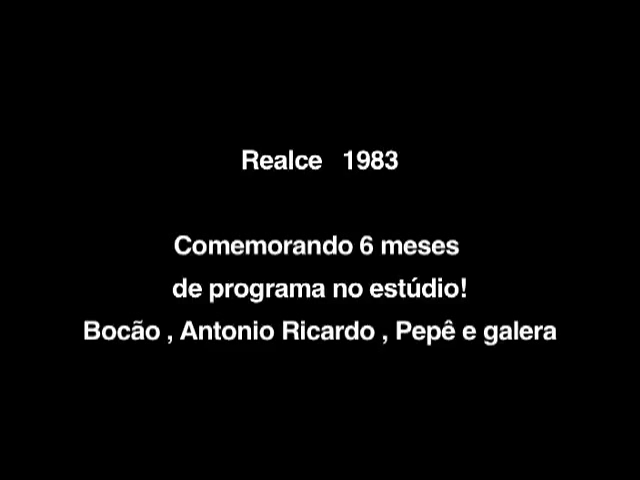 Realce 1983
Comemorando 6 meses
de programa no estúdio!
Bocão , Antonio Ricardo , Pepê e galera